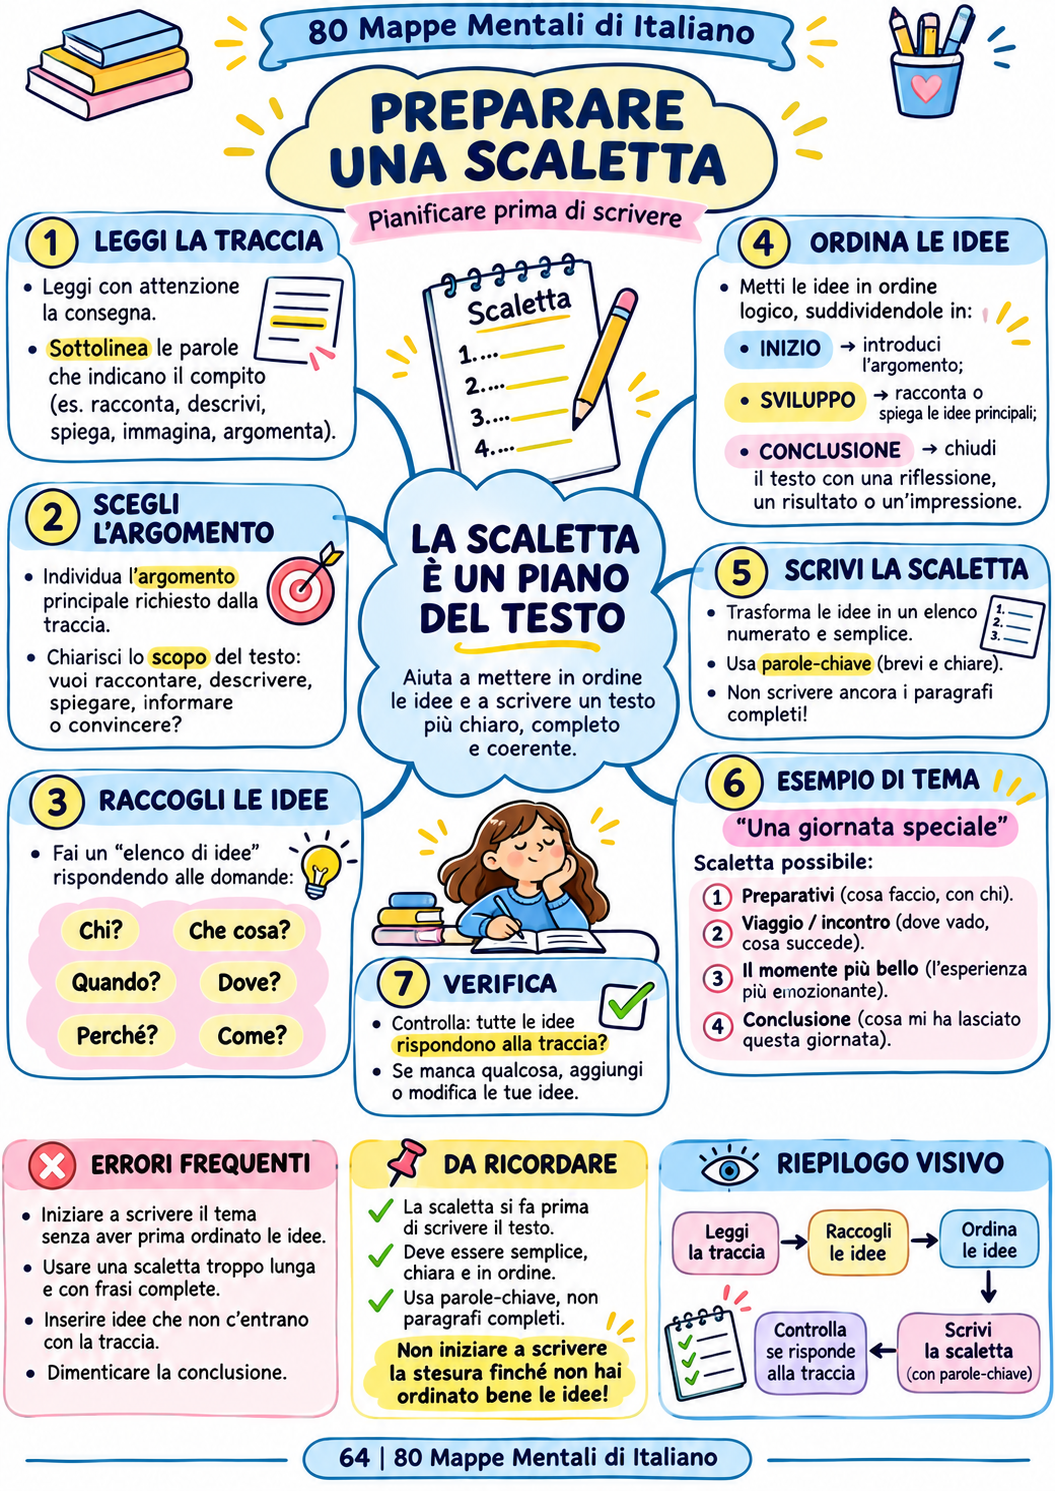 80 Mappe Mentali di Italiano
PREPARARE
UNA SCALETTA
Pianificare prima di scrivere
1 LEGGI LA TRACCIA
• Leggi con attenzione
la consegna.
• Sottolinea le parole
che indicano il compito
(es. racconta, descrivi,
spiega, immagina, argomenta).
2 SCEGLI
L'ARGOMENTO
• Individua l'argomento
principale richiesto dalla
traccia.
• Chiarisci lo scopo del testo:
vuoi raccontare, descrivere,
spiegare, informare
o convincere?
3 RACCOGLI LE IDEE
• Fai un "elenco di idee"
rispondendo alle domande:
Chi? Che cosa?
Quando? Dove?
Perché? Come?
Scaletta
1....
2....
3....
4....
LA SCALETTA
È UN PIANO
DEL TESTO
Aiuta a mettere in ordine
le idee e a scrivere un testo
più chiaro, completo
e coerente.
4 ORDINA LE IDEE
• Metti le idee in ordine
logico, suddividendole in:
• INIZIO → introduci
l'argomento;
• SVILUPPO → racconta o
spiega le idee principali;
• CONCLUSIONE → chiudi
il testo con una riflessione,
un risultato o un'impressione.
5 SCRIVI LA SCALETTA
• Trasforma le idee in un elenco
numerato e semplice.
• Usa parole-chiave (brevi e chiare).
• Non scrivere ancora i paragrafi
completi!
1.
2.
3.
6 ESEMPIO DI TEMA
"Una giornata speciale"
Scaletta possibile:
1 Preparativi (cosa faccio, con chi).
2 Viaggio / incontro (dove vado,
cosa succede).
3 Il momente più bello (l'esperienza
più emozionante).
4 Conclusione (cosa mi ha lasciato
questa giornata).
7 VERIFICA
• Controlla: tutte le idee
rispondono alla traccia?
• Se manca qualcosa, aggiungi
o modifica le tue idee.
ERRORI FREQUENTI
• Iniziare a scrivere il tema
senza aver prima ordinato le idee.
• Usare una scaletta troppo lunga
e con frasi complete.
• Inserire idee che non c'entrano
con la traccia.
• Dimenticare la conclusione.
DA RICORDARE
La scaletta si fa prima
di scrivere il testo.
Deve essere semplice,
chiara e in ordine.
Usa parole-chiave, non
paragrafi completi.
Non iniziare a scrivere
la stesura finché non hai
ordinato bene le idee!
RIEPILOGO VISIVO
Leggi
la traccia
Raccogli
le idee
Ordina
le idee
Scrivi
la scaletta
(con parole-chiave)
Controlla
se risponde
alla traccia
64 | 80 Mappe Mentali di Italiano